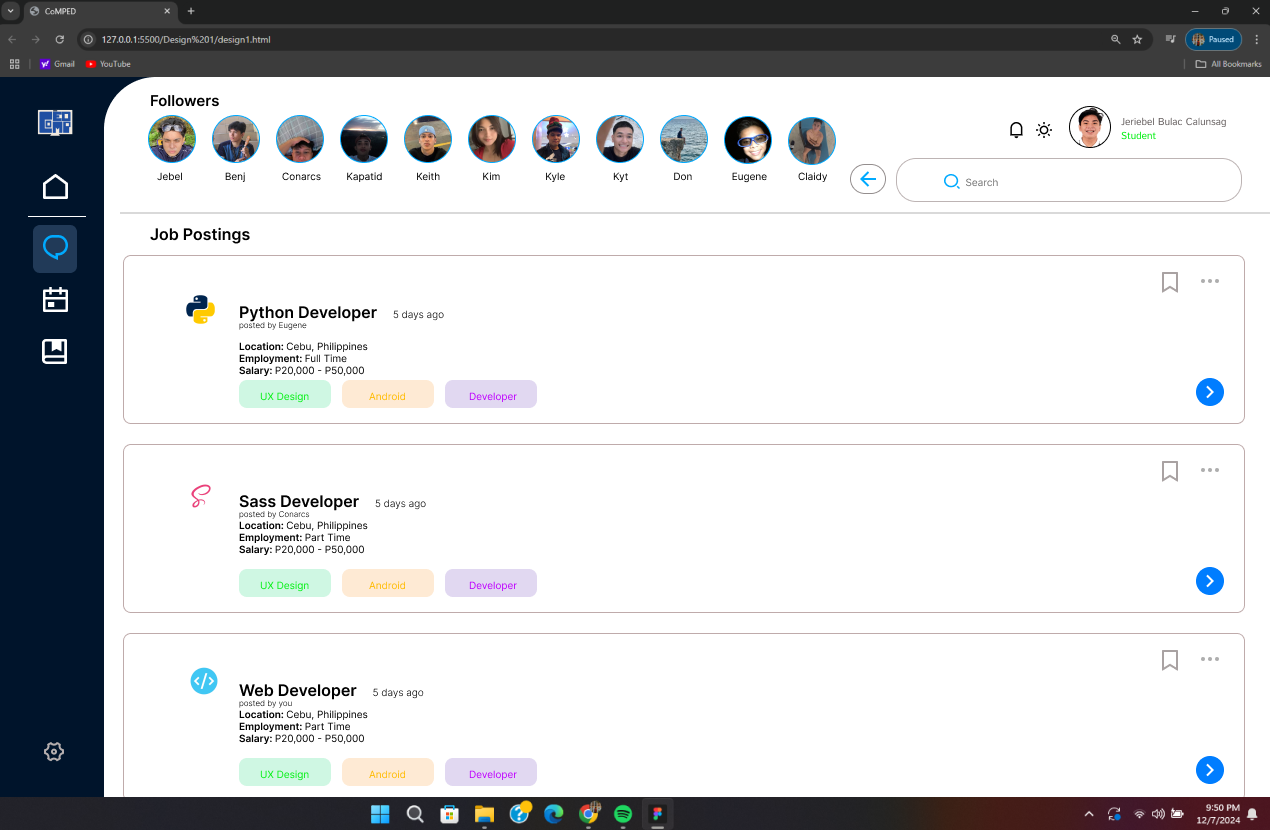 CoMPED
127.0.0.1:5500/Design%201/design1.html
Paused
Gmail
YouTube
All Bookmarks
Followers
Jebel
Benj
Conarcs
Kapatid
Keith
Kim
Kyle
Kyt
Don
Eugene
Claidy
Jeriebel Bulac Calunsag
Student
Search
Job Postings
Python Developer 5 days ago
posted by Eugene
Location: Cebu, Philippines
Employment: Full Time
Salary: P20,000 - P50,000
UX Design Android Developer
Sass Developer 5 days ago
posted by Conarcs
Location: Cebu, Philippines
Employment: Part Time
Salary: P20,000 - P50,000
UX Design Android Developer
Web Developer 5 days ago
posted by you
Location: Cebu, Philippines
Employment: Part Time
Salary: P20,000 - P50,000
UX Design Android Developer
9:50 PM
12/7/2024